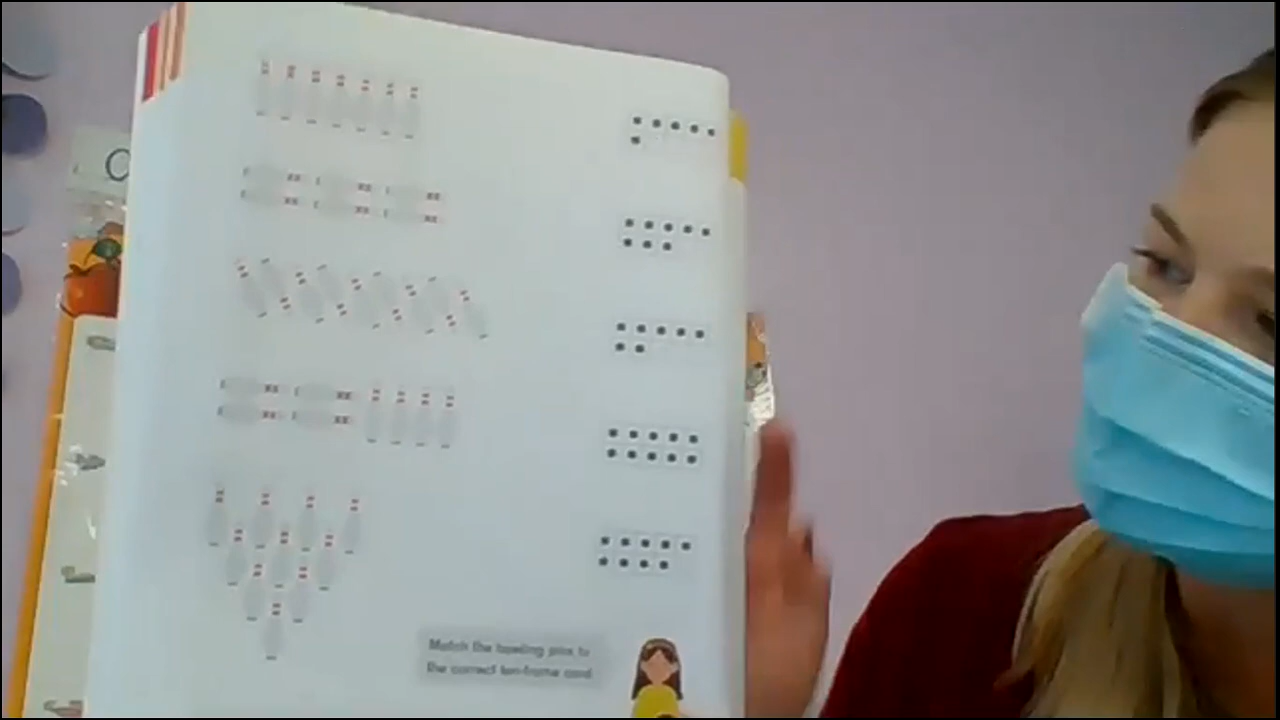 Match the bowling pins to
the correct ten-frame card.